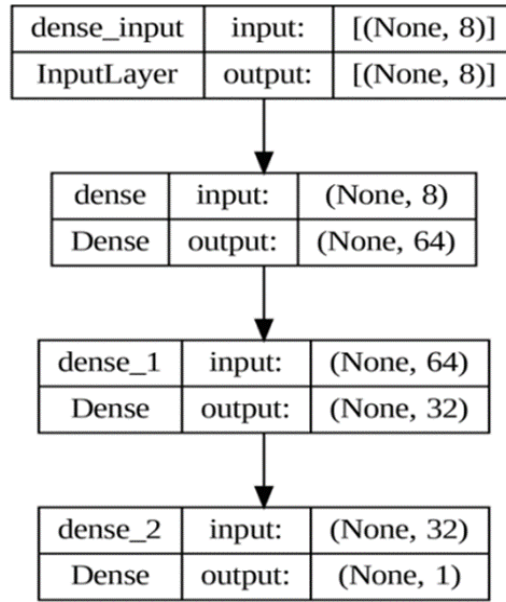 dense_input input: [(None, 8)]
InputLayer output: [(None, 8)]
dense input: (None, 8)
Dense output: (None, 64)
dense_1 input: (None, 64)
Dense output: (None, 32)
dense_2 input: (None, 32)
Dense output: (None, 1)